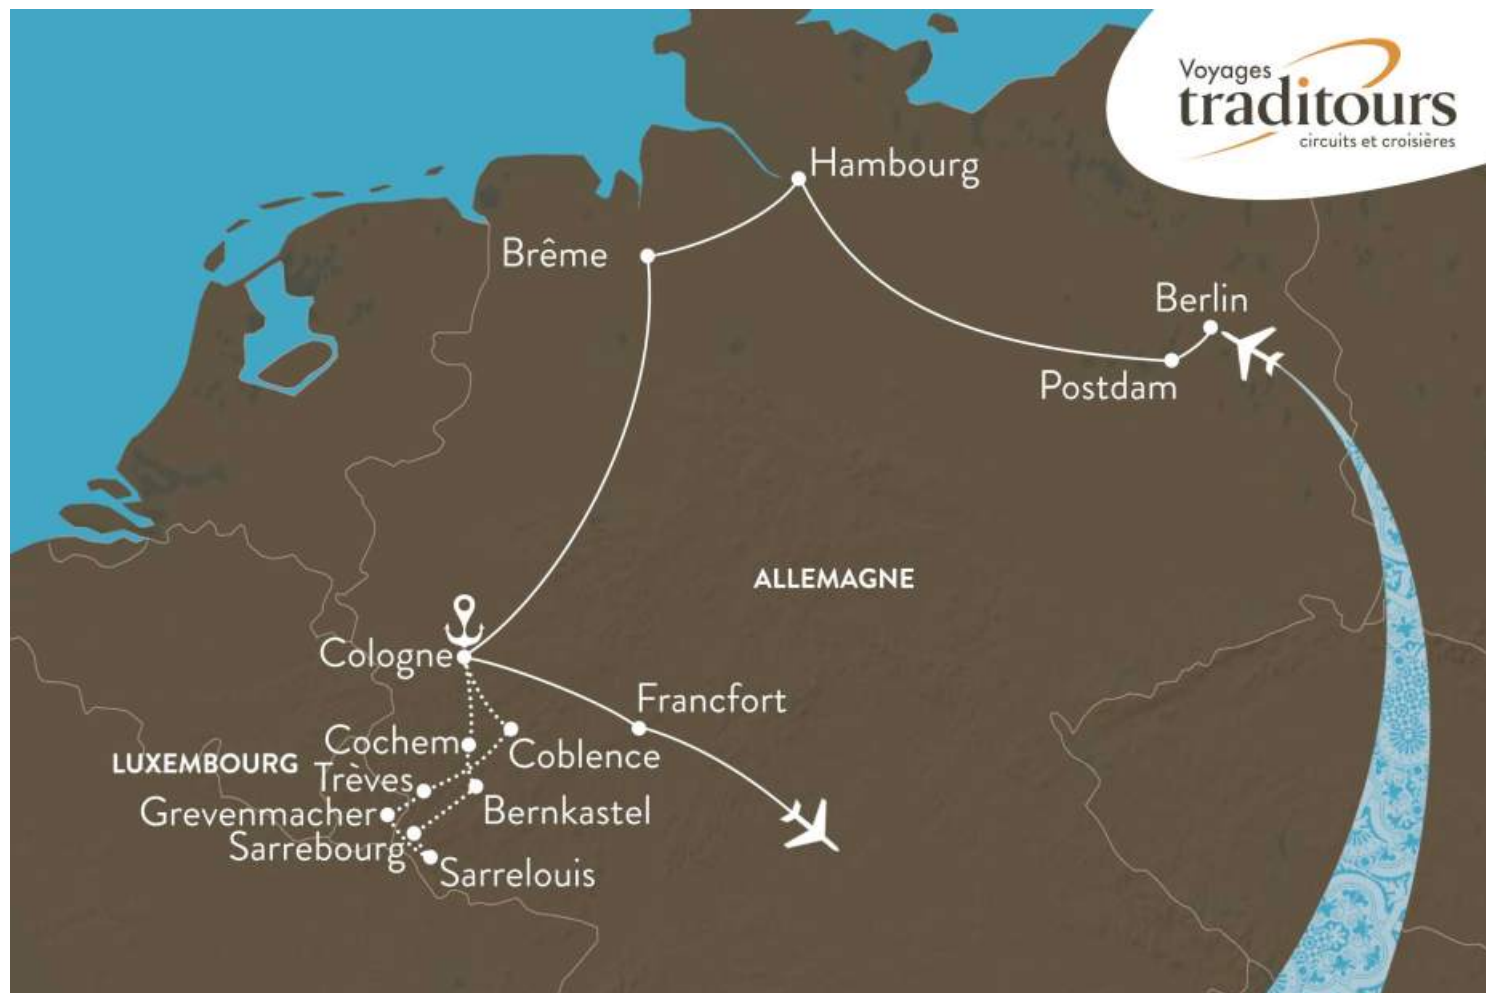 Voyages
traditours
circuits et croisières
Hambourg
Brême
Berlin
Postdam
ALLEMAGNE
Cologne
Francfort
Cochem
Coblence
LUXEMBOURG
Trèves
Grevenmacher
Bernkastel
Sarrebourg
Sarrelouis